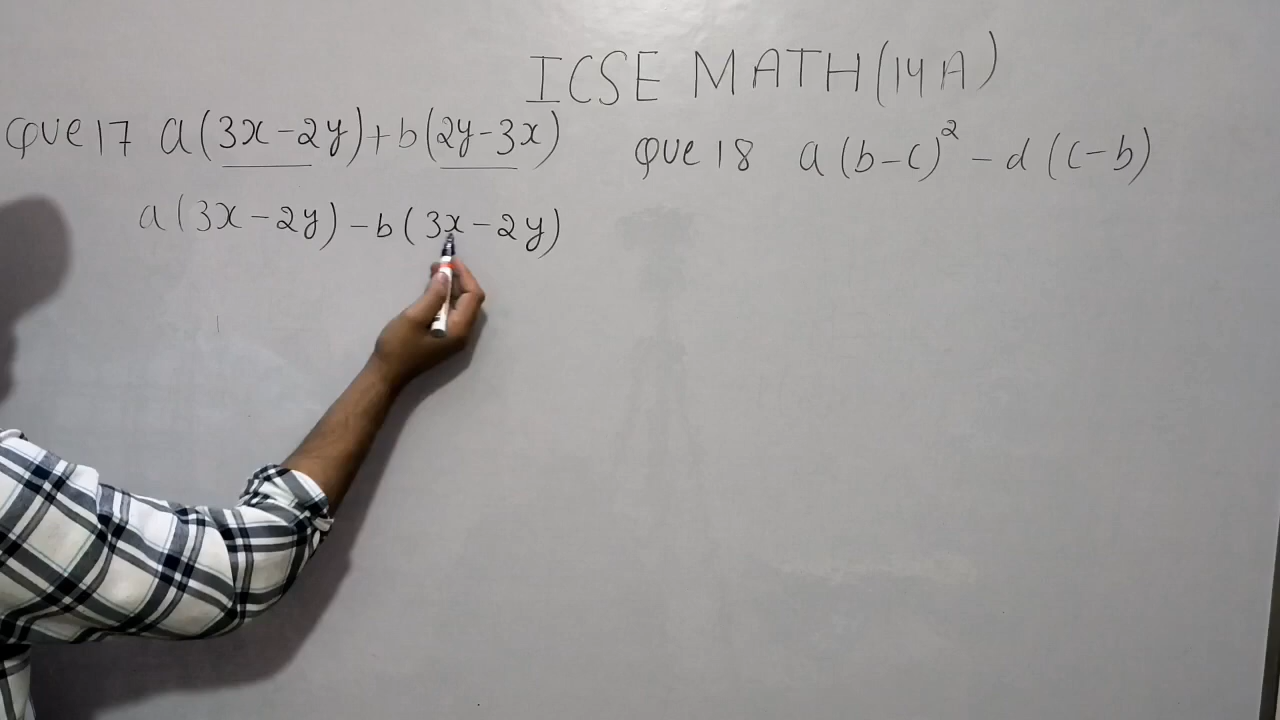 ICSE MATH(14A)
QUE 17 a(3x-2y)+b(2y-3x)
a(3x-2y)-b(3x-2y)
QUE 18 a(b-c)² - d(c-b)